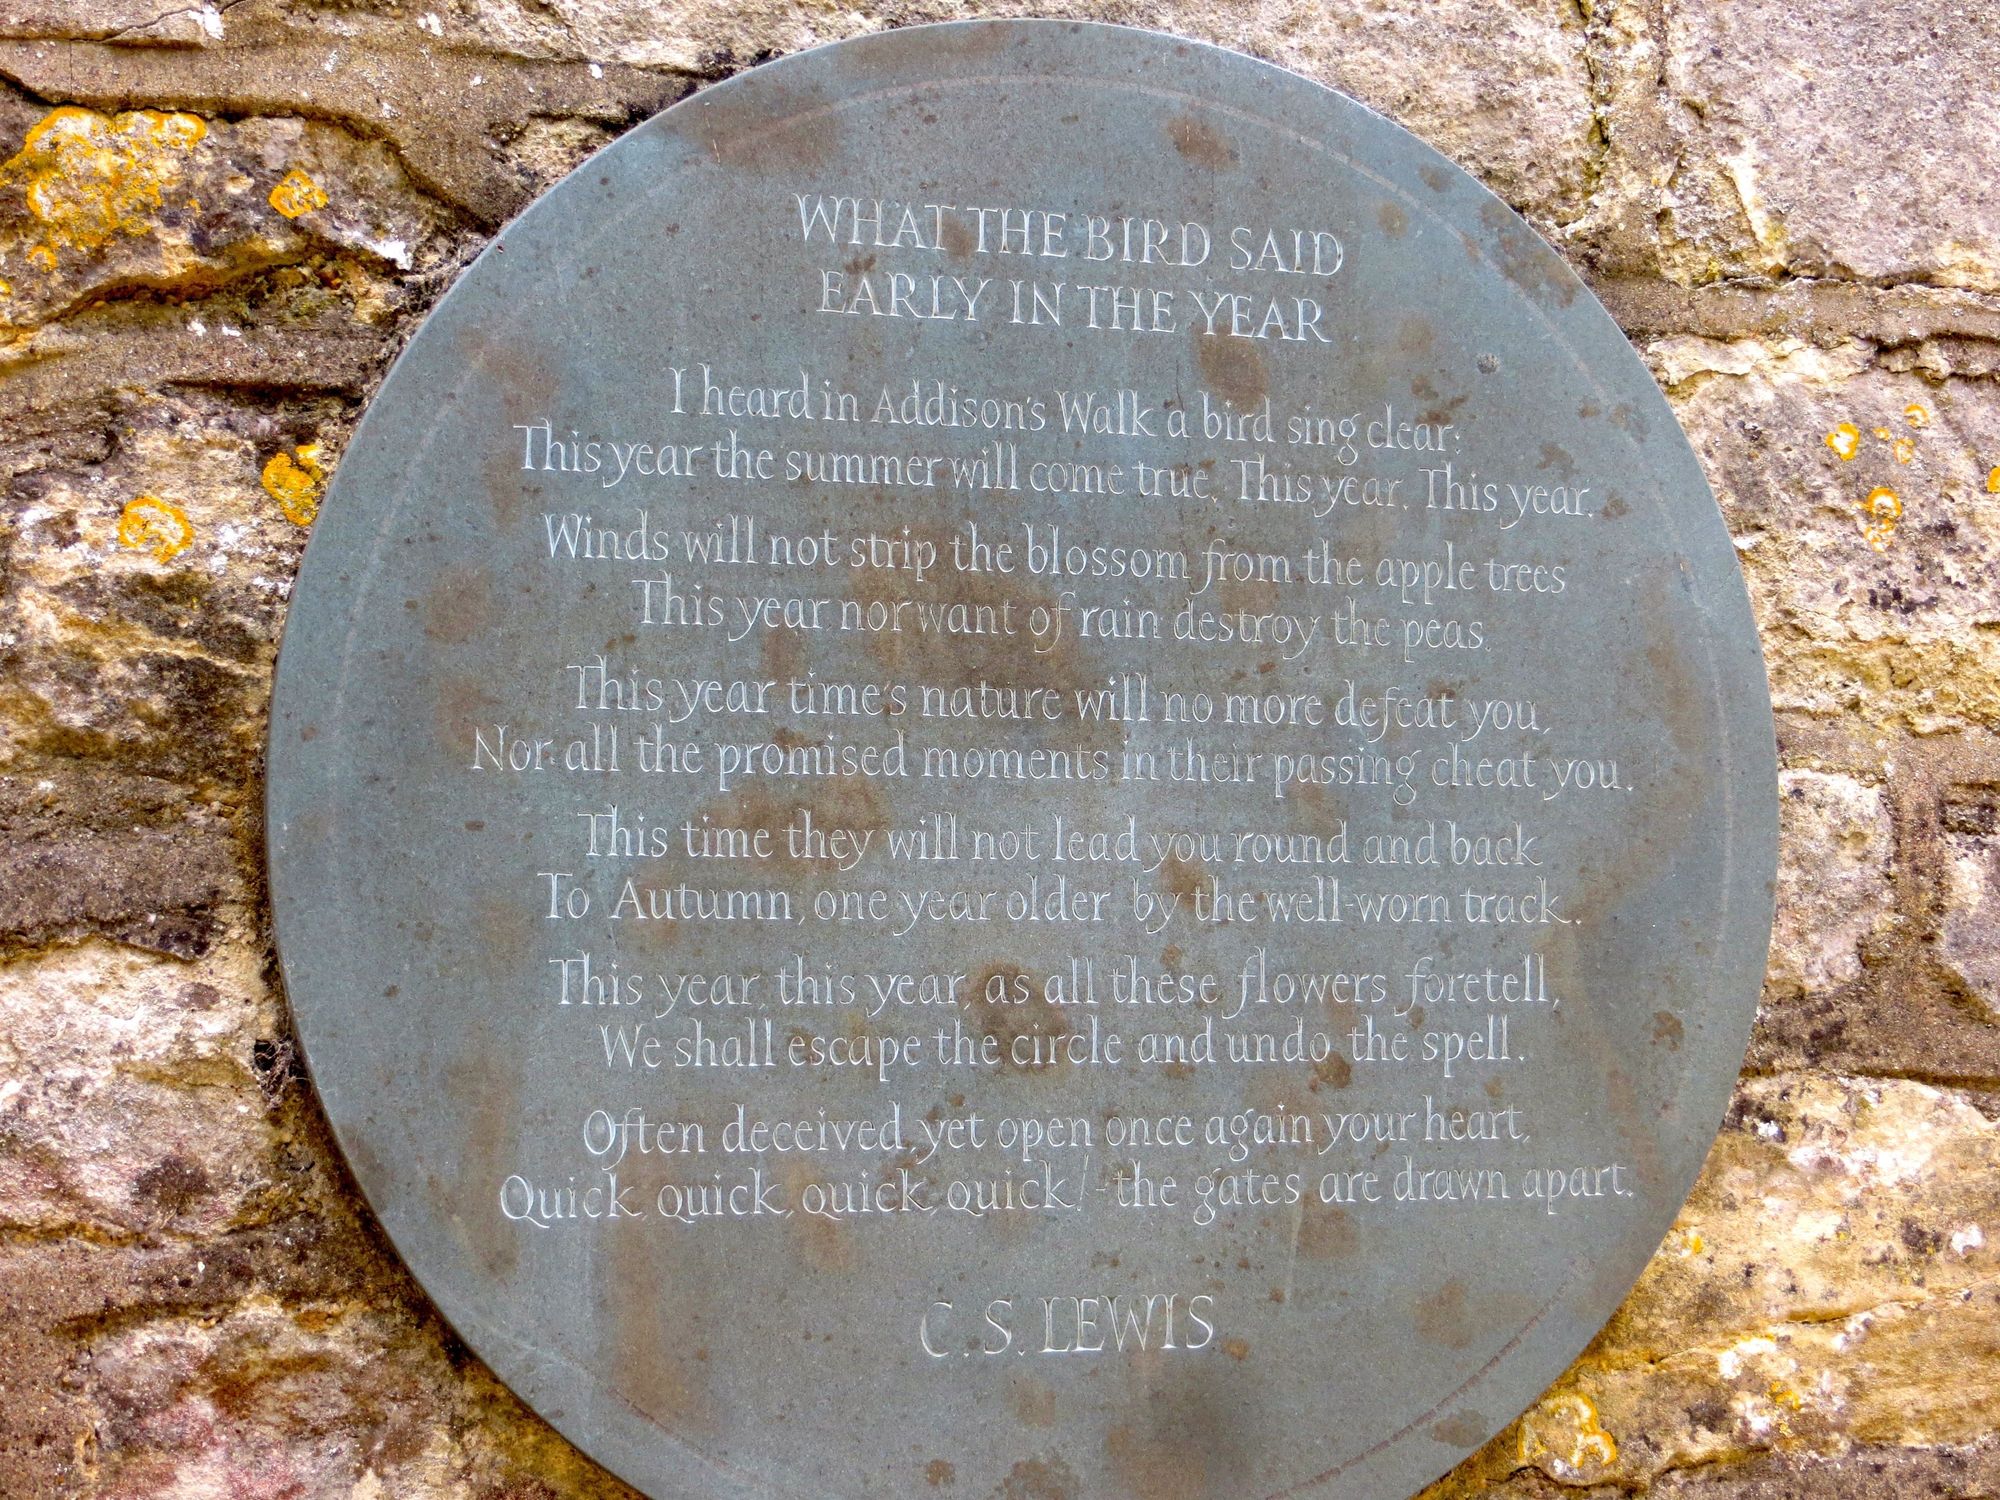 WHAT THE BIRD SAID
EARLY IN THE YEAR
I heard in Addison's Walk a bird sing clear:
This year the summer will come true. This year. This year.
Winds will not strip the blossom from the apple trees
This year nor want of rain destroy the peas.
This year time's nature will no more defeat you,
Nor all the promised moments in their passing cheat you.
This time they will not lead you round and back
To Autumn, one year older by the well-worn track.
This year, this year, as all these flowers foretell,
We shall escape the circle and undo the spell.
Often deceived, yet open once again your heart,
Quick, quick, quick, quick! - the gates are drawn apart.
C. S. LEWIS